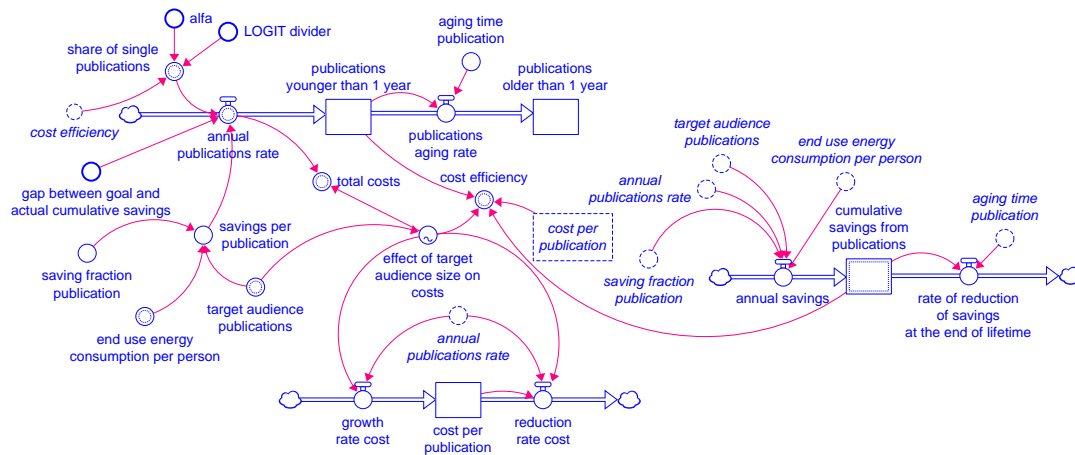 alfa
LOGIT divider
share of single
publications
cost efficiency
annual
publications rate
publications
younger than 1 year
aging time
publication
publications
older than 1 year
publications
aging rate
gap between goal and
actual cumulative savings
total costs
cost efficiency
savings per
publication
saving fraction
publication
target audience
publications
end use energy
consumption per person
effect of target
audience size on
costs
cost per
publication
annual
publications rate
growth
rate cost
cost per
publication
reduction
rate cost
target audience
publications
end use energy
consumption per person
annual
publications rate
saving fraction
publication
annual savings
cumulative
savings from
publications
aging time
publication
rate of reduction
of savings
at the end of lifetime